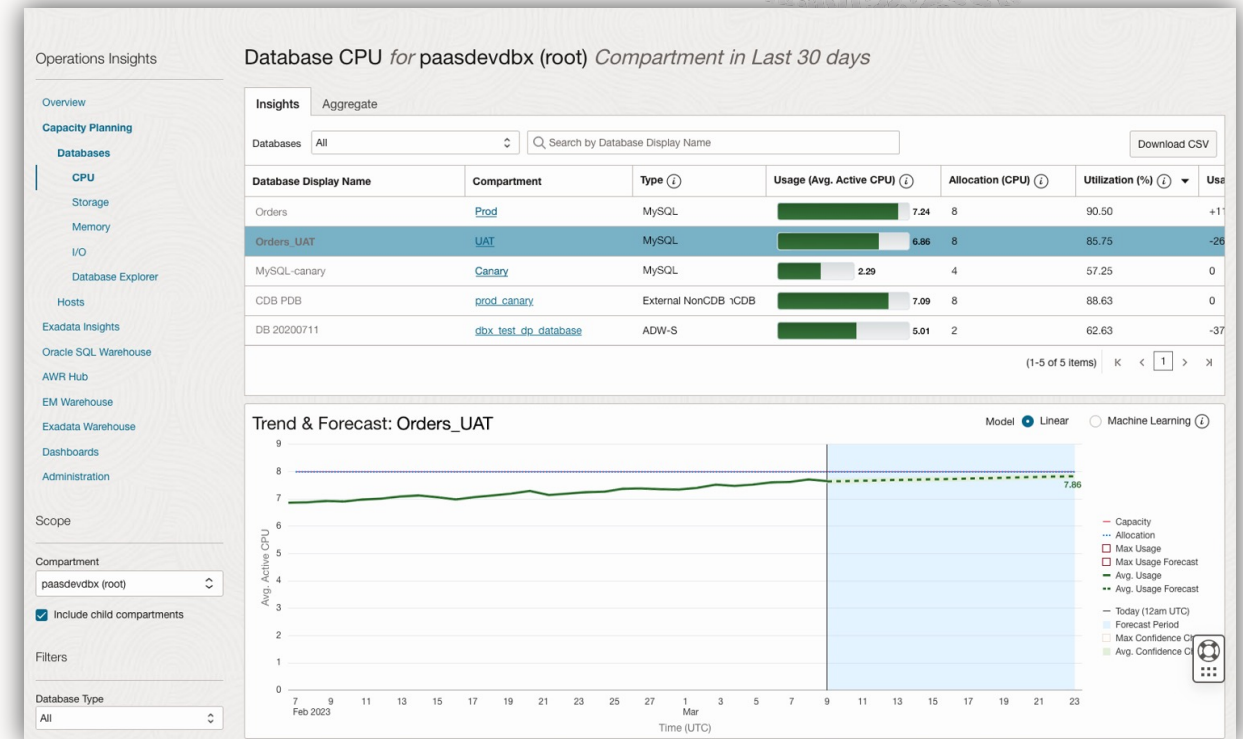 Operations Insights
Overview
Capacity Planning
Databases
CPU
Storage
Memory
I/O
Database Explorer
Hosts
Exadata Insights
Oracle SQL Warehouse
AWR Hub
EM Warehouse
Exadata Warehouse
Dashboards
Administration
Scope
Compartment
paasdevdbx (root)
Include child compartments
Filters
Database Type
All
Database CPU for paasdevdbx (root) Compartment in Last 30 days
Insights Aggregate
Databases All Search by Database Display Name Download CSV
Database Display Name Compartment Type i Usage (Avg. Active CPU) i Allocation (CPU) i Utilization (%) i Usa
Orders Prod MySQL 7.24 8 90.50 +11
Orders_UAT UAT MySQL 6.86 8 85.75 -26
MySQL-canary Canary MySQL 2.29 4 57.25 0
CDB PDB prod_canary External NonCDB 7.09 8 88.63 0
DB 20200711 dbx_test_dp_database ADW-S 5.01 2 62.63 -37
(1-5 of 5 items) 1
Trend & Forecast: Orders_UAT
Model Linear Machine Learning i
9
8
7
6
5
4
3
2
1
0
Avg. Active CPU
7.86
7 9 11 13 15 17 19 21 23 25 27 1 3 5 7 9 11 13 15 17 19 21 23
Feb 2023 Mar
Time (UTC)
Capacity
Allocation
Max Usage
Max Usage Forecast
Avg. Usage
Avg. Usage Forecast
Today (12am UTC)
Forecast Period
Max Confidence
Avg. Confidence